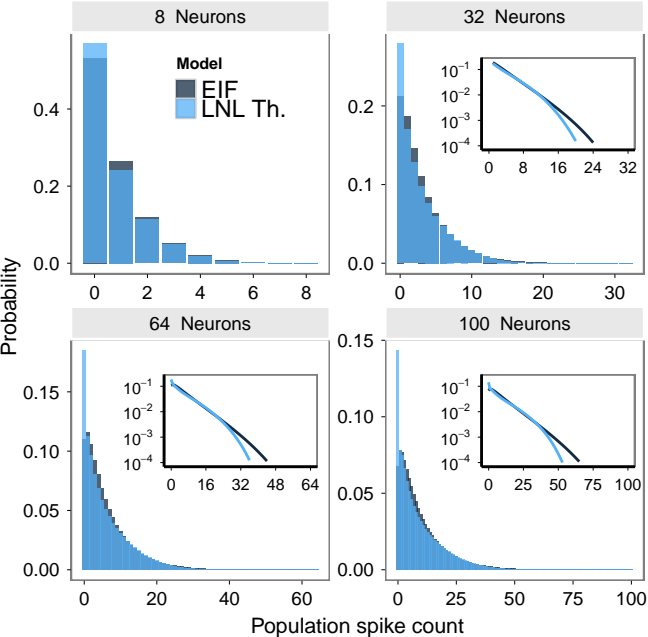 8 Neurons
32 Neurons
Model
EIF
LNL Th.
0.4
0.2
0.0
0 2 4 6 8
0.2
0.1
0.0
0 10 20 30
10⁻¹
10⁻²
10⁻³
10⁻⁴
0 8 16 24 32
Probability
64 Neurons
100 Neurons
0.15
0.10
0.05
0.00
0 20 40 60
10⁻¹
10⁻²
10⁻³
10⁻⁴
0 16 32 48 64
0.15
0.10
0.05
0.00
0 25 50 75 100
10⁻¹
10⁻²
10⁻³
10⁻⁴
0 25 50 75 100
Population spike count